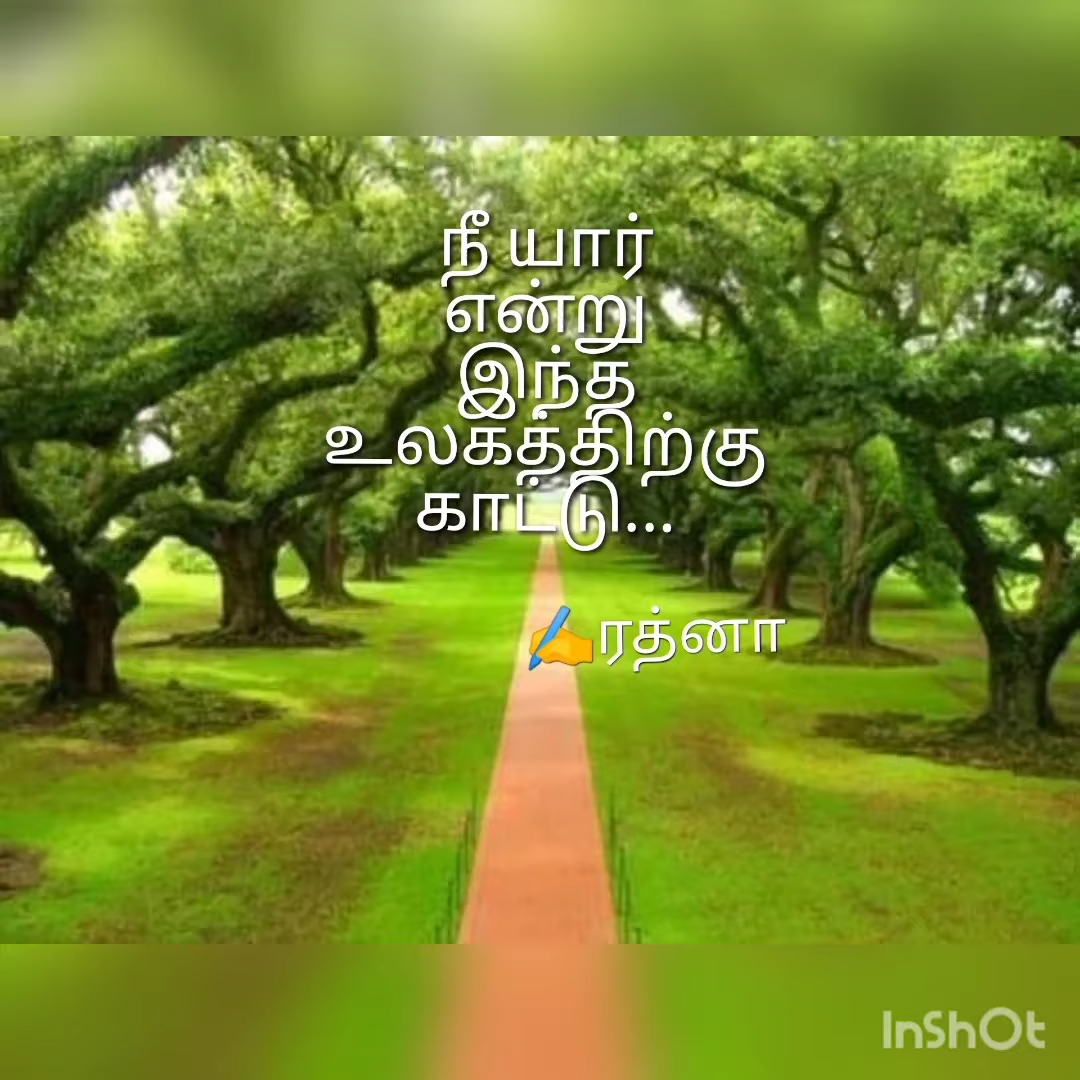 நீ யார்
என்று
இந்த
உலகத்திற்கு
காட்டு...
✍️ரத்னா
InShOt